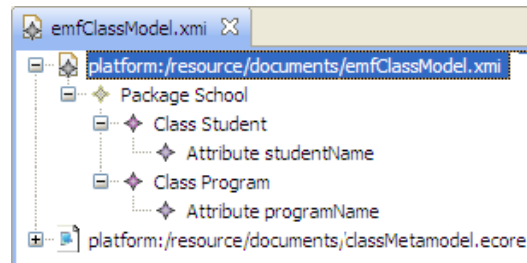 emfClassModel.xmi
platform:/resource/documents/emfClassModel.xmi
Package School
Class Student
Attribute studentName
Class Program
Attribute programName
platform:/resource/documents/classMetamodel.ecore